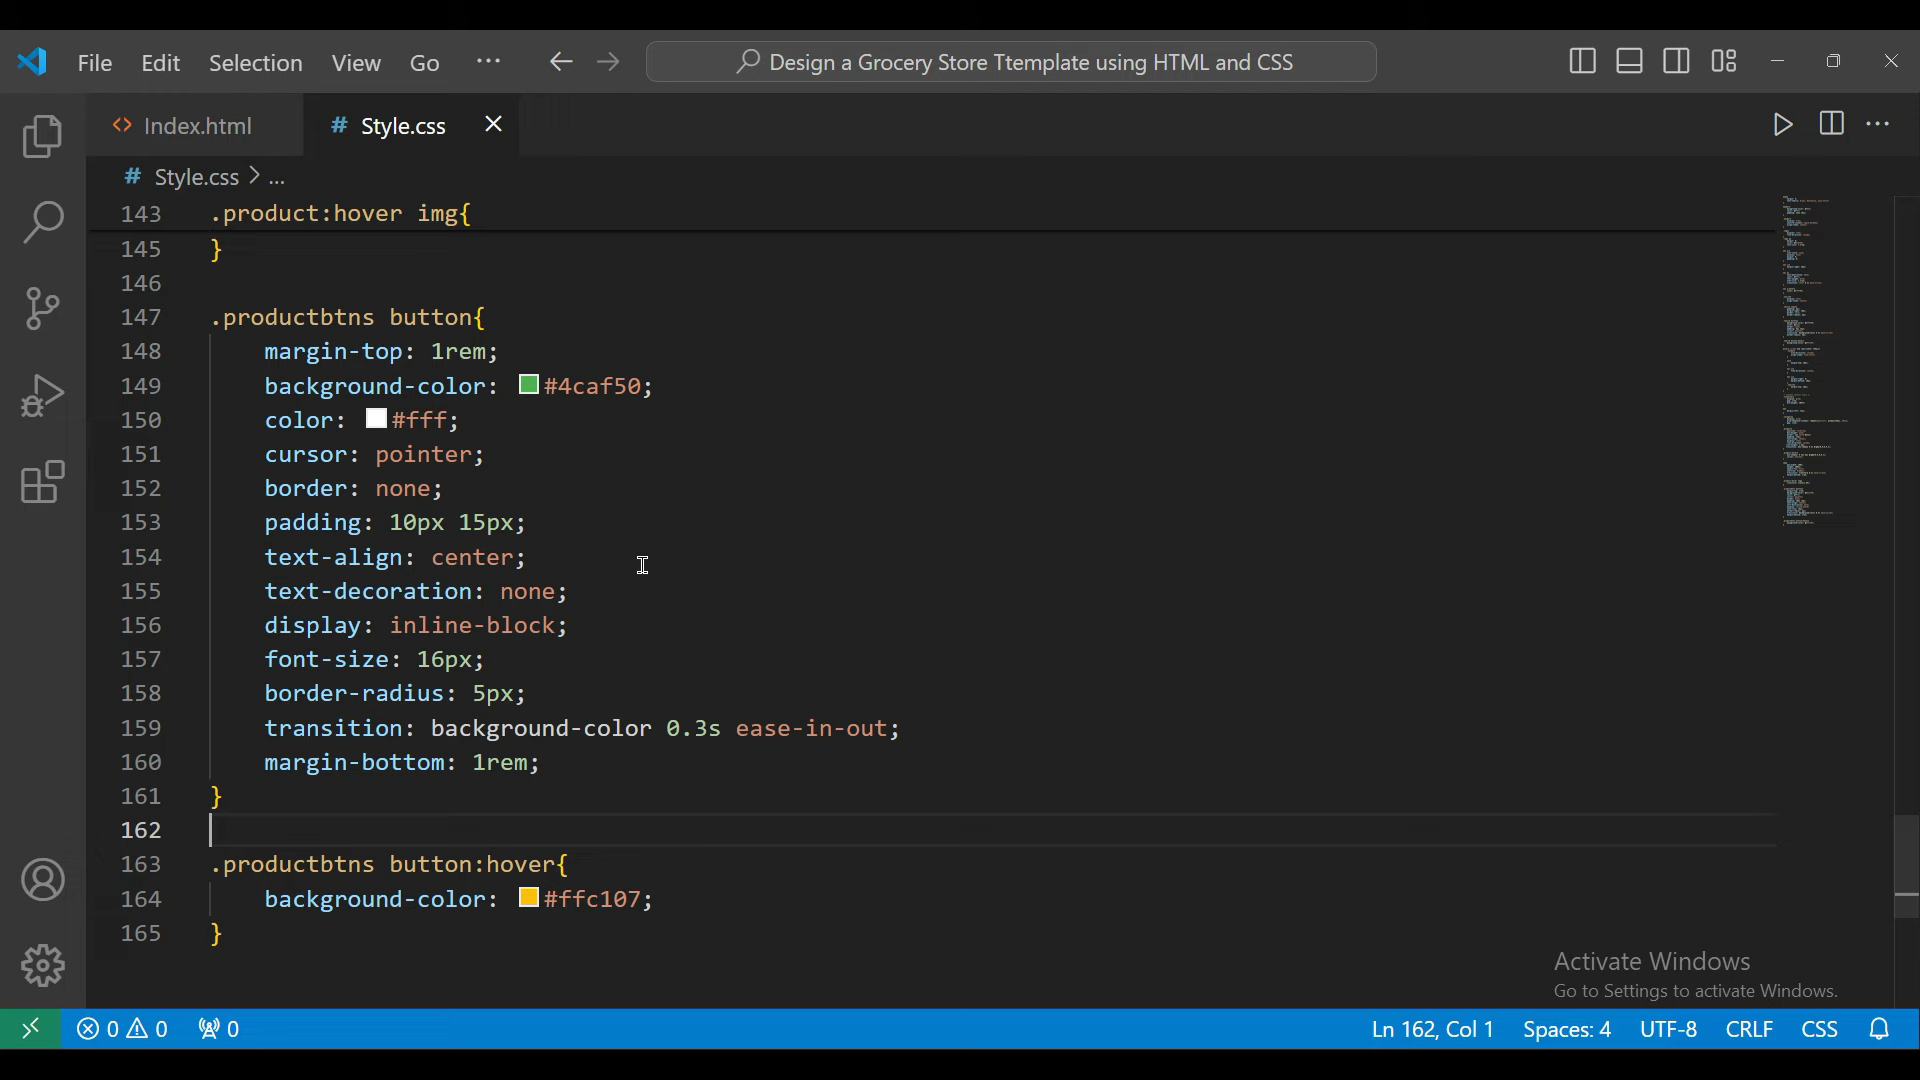 File Edit Selection View Go ··· Design a Grocery Store Ttemplate using HTML and CSS
Index.html # Style.css
# Style.css > ...
143 .product:hover img{
145 }
146
147 .productbtns button{
148 margin-top: 1rem;
149 background-color: #4caf50;
150 color: #fff;
151 cursor: pointer;
152 border: none;
153 padding: 10px 15px;
154 text-align: center;
155 text-decoration: none;
156 display: inline-block;
157 font-size: 16px;
158 border-radius: 5px;
159 transition: background-color 0.3s ease-in-out;
160 margin-bottom: 1rem;
161 }
162
163 .productbtns button:hover{
164 background-color: #ffc107;
165 }
Activate Windows
Go to Settings to activate Windows.
0 0 0 Ln 162, Col 1 Spaces: 4 UTF-8 CRLF CSS